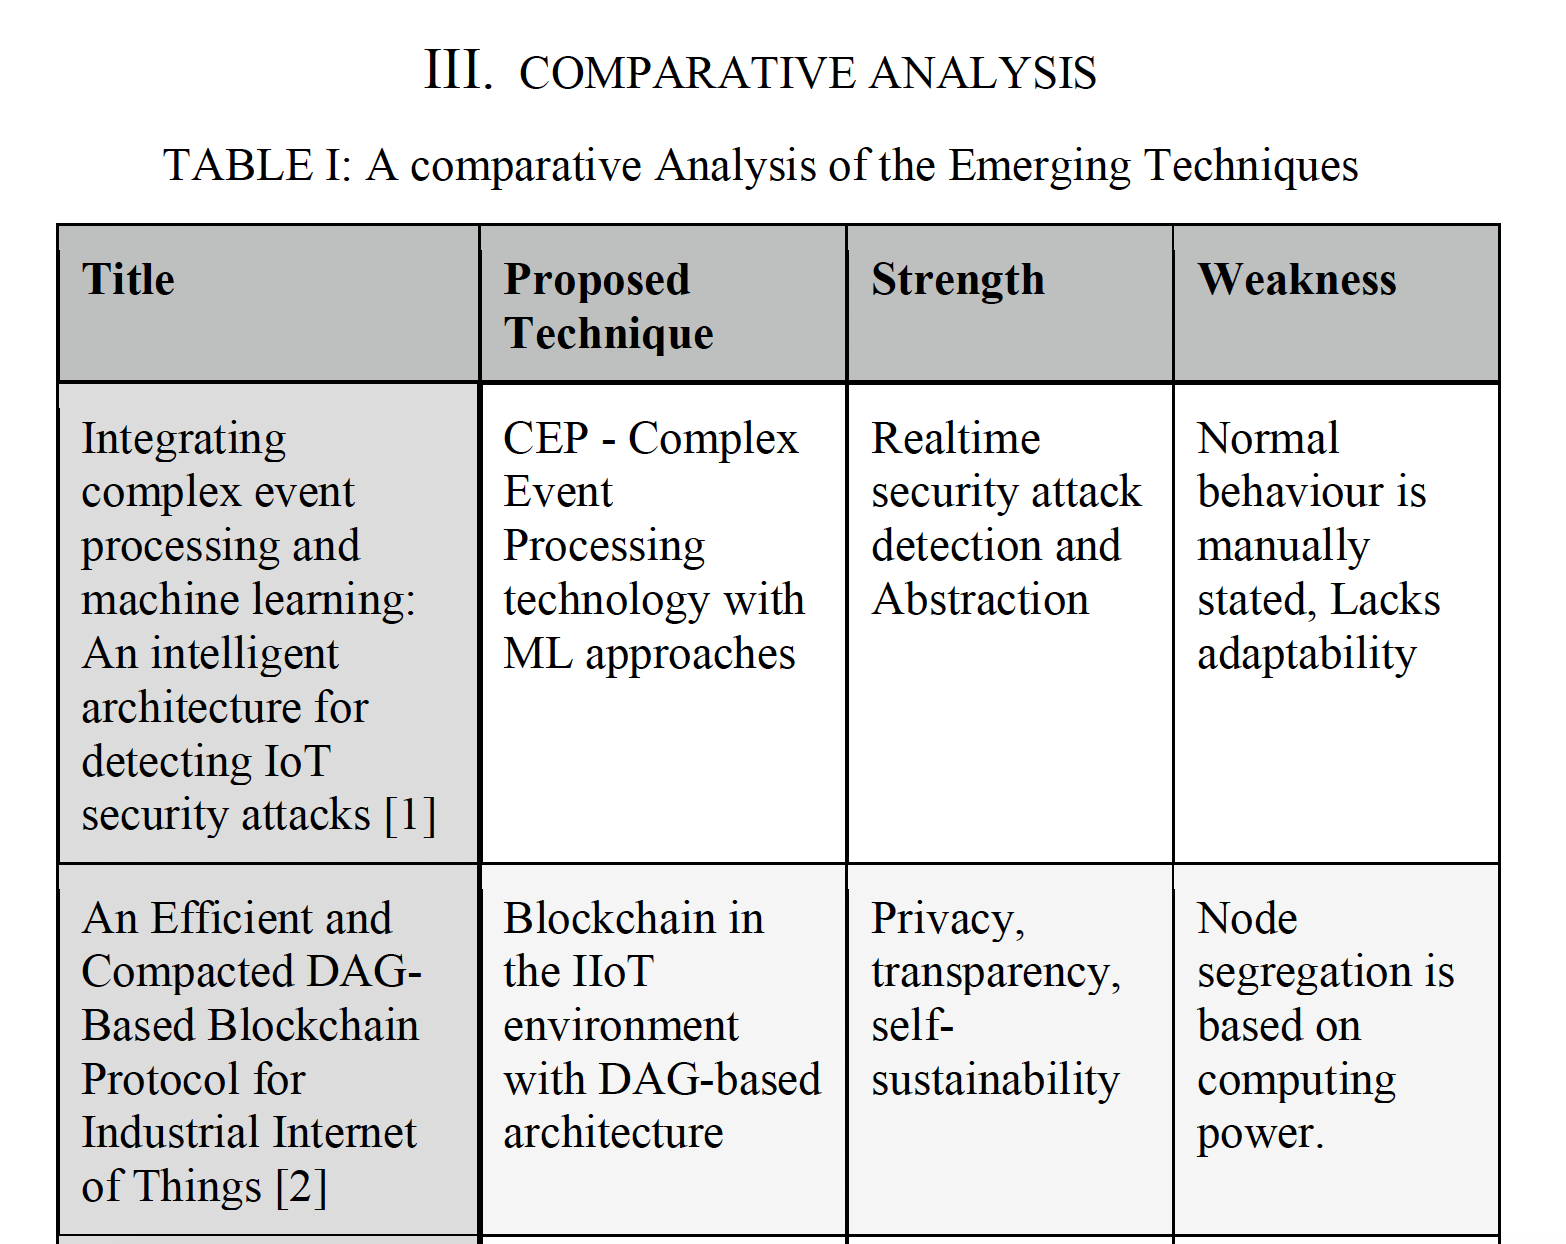 III. COMPARATIVE ANALYSIS
TABLE I: A comparative Analysis of the Emerging Techniques
Title
Proposed
Technique
Strength
Weakness
Integrating
complex event
processing and
machine learning:
An intelligent
architecture for
detecting IoT
security attacks [1]
CEP - Complex
Event
Processing
technology with
ML approaches
Realtime
security attack
detection and
Abstraction
Normal
behaviour is
manually
stated, Lacks
adaptability
An Efficient and
Compacted DAG-
Based Blockchain
Protocol for
Industrial Internet
of Things [2]
Blockchain in
the IIoT
environment
with DAG-based
architecture
Privacy,
transparency,
self-
sustainability
Node
segregation is
based on
computing
power.